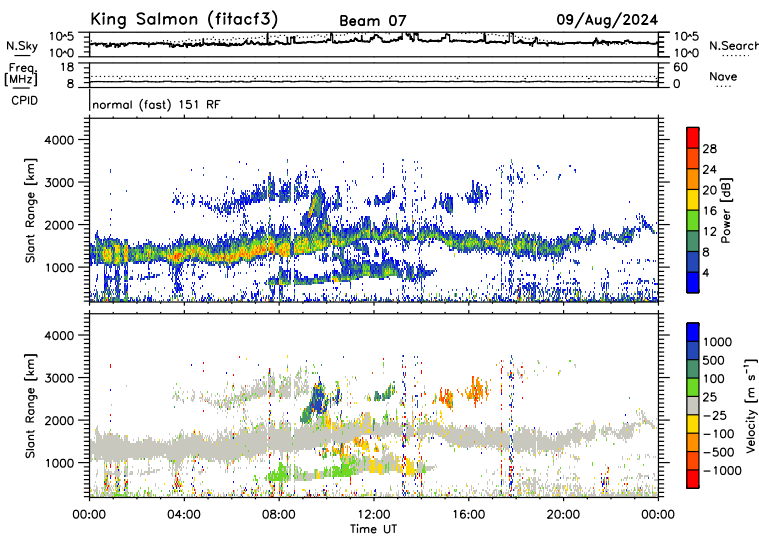 King Salmon (fitacf3) Beam 07 09/Aug/2024
N.Sky 10^5 10^0 10^5 10^0 N.Search
Freq. [MHz] 18 8 60 0 Nave
CPID normal (fast) 151 RF
Slant Range [km] 4000 3000 2000 1000
Power [dB] 28 24 20 16 12 8 4
Slant Range [km] 4000 3000 2000 1000
Velocity [m s⁻¹] 1000 500 100 25 −25 −100 −500 −1000
00:00 04:00 08:00 12:00 16:00 20:00 00:00
Time UT